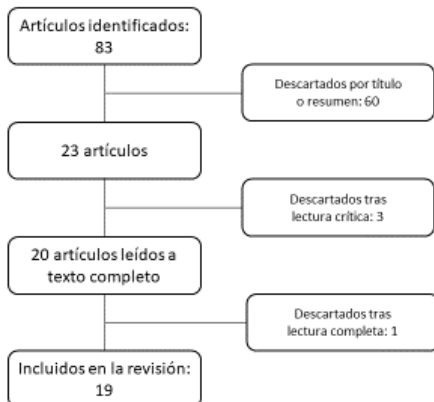 Artículos identificados:
83
Descartados por título
o resumen: 60
23 artículos
Descartados tras
lectura crítica: 3
20 artículos leídos a
texto completo
Descartados tras
lectura completa: 1
Incluidos en la revisión:
19